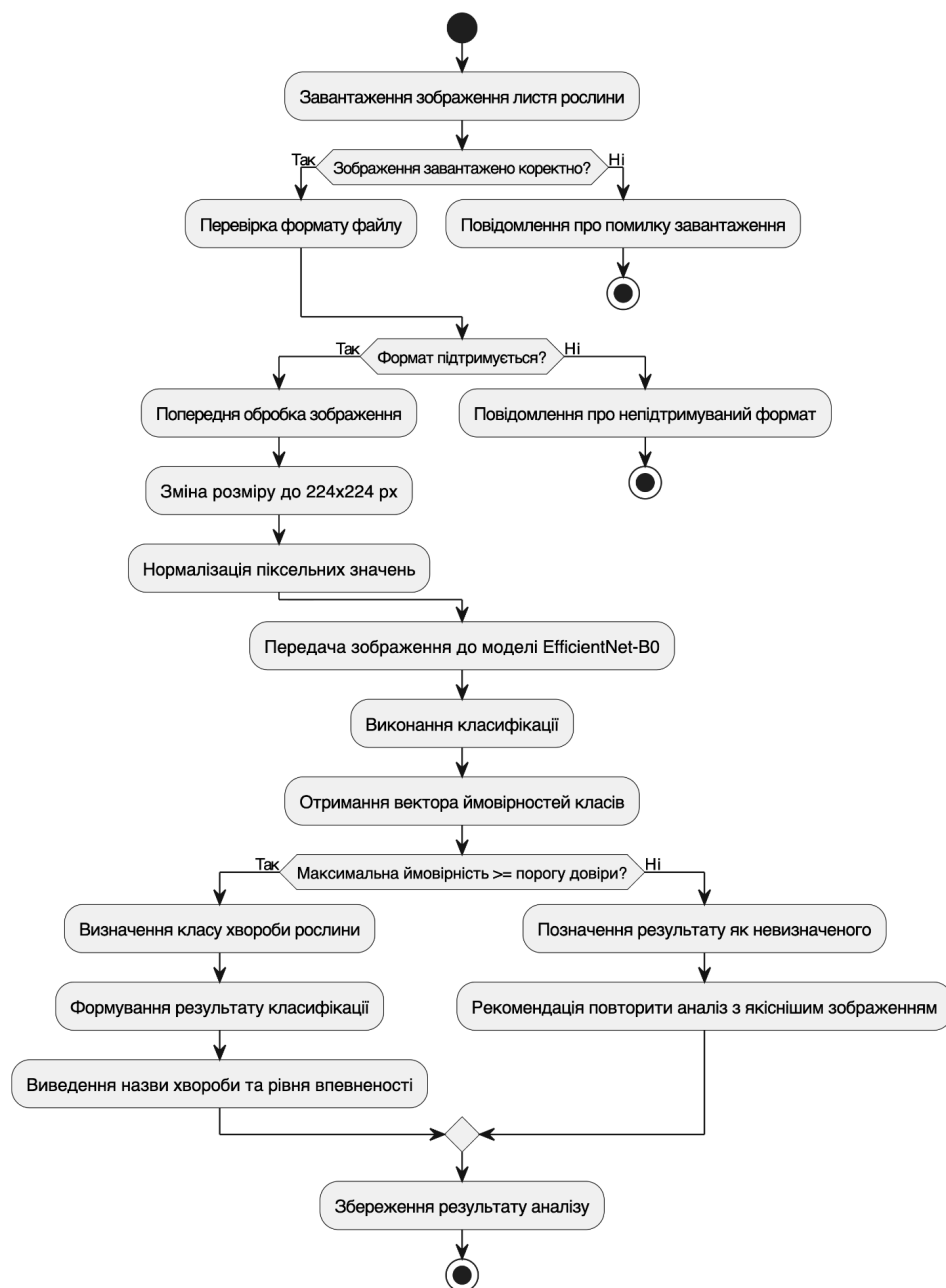 Завантаження зображення листя рослини
Так
Зображення завантажено коректно?
Ні
Перевірка формату файлу
Повідомлення про помилку завантаження
Так
Формат підтримується?
Ні
Попередня обробка зображення
Повідомлення про непідтримуваний формат
Зміна розміру до 224x224 px
Нормалізація піксельних значень
Передача зображення до моделі EfficientNet-B0
Виконання класифікації
Отримання вектора ймовірностей класів
Так
Максимальна ймовірність >= порогу довіри?
Ні
Визначення класу хвороби рослини
Позначення результату як невизначеного
Формування результату класифікації
Рекомендація повторити аналіз з якіснішим зображенням
Виведення назви хвороби та рівня впевненості
Збереження результату аналізу